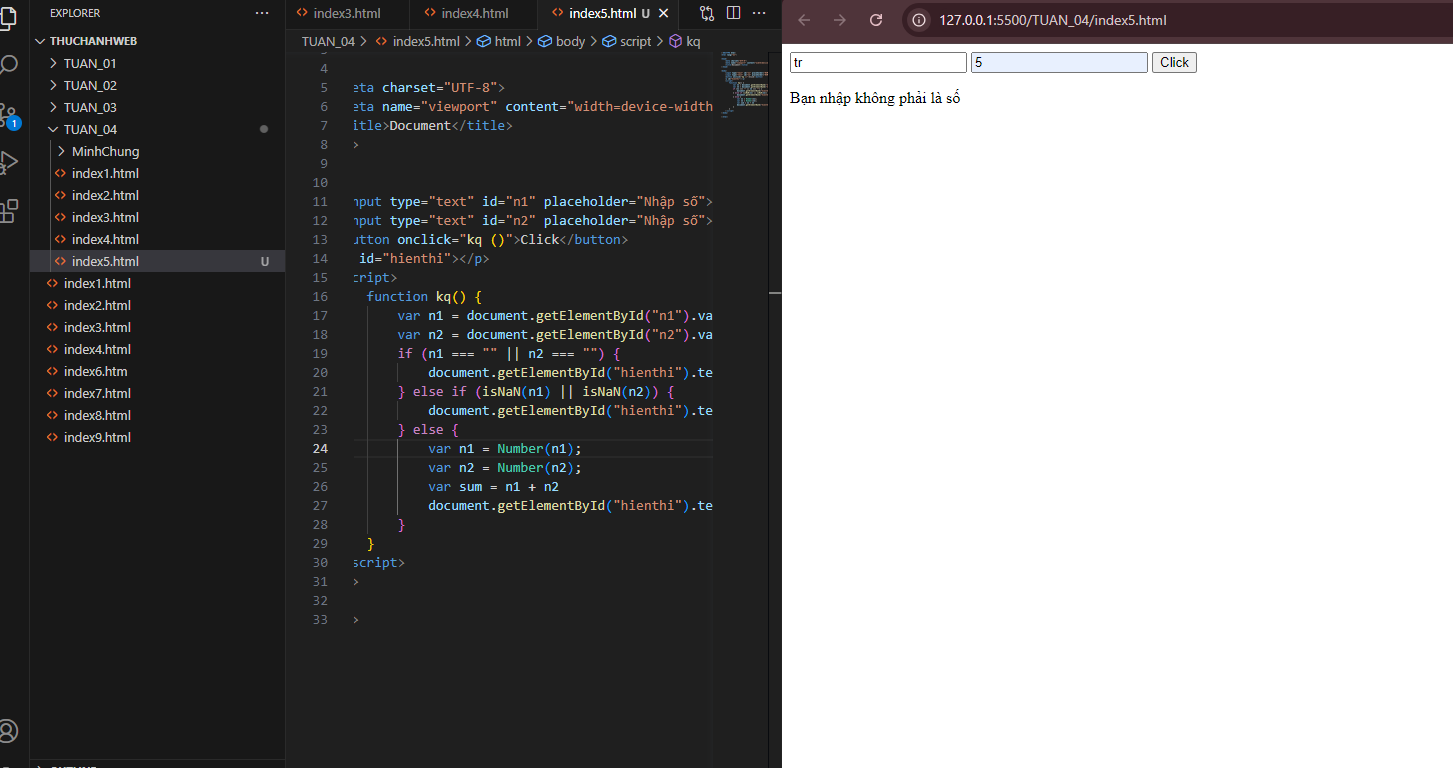 EXPLORER
THUCHANHWEB
TUAN_01
TUAN_02
TUAN_03
TUAN_04
MinhChung
index1.html
index2.html
index3.html
index4.html
index5.html U
index1.html
index2.html
index3.html
index4.html
index6.htm
index7.html
index8.html
index9.html
1
index3.html index4.html index5.html U
TUAN_04 > index5.html > html > body > script > kq
4
5 eta charset="UTF-8">
6 eta name="viewport" content="width=device-width
7 itle>Document</title>
8 >
9
10
11 nput type="text" id="n1" placeholder="Nhập số">
12 nput type="text" id="n2" placeholder="Nhập số">
13 utton onclick="kq ()">Click</button>
14 id="hienthi"></p>
15 cript>
16 function kq() {
17 var n1 = document.getElementById("n1").va
18 var n2 = document.getElementById("n2").va
19 if (n1 === "" || n2 === "") {
20 document.getElementById("hienthi").te
21 } else if (isNaN(n1) || isNaN(n2)) {
22 document.getElementById("hienthi").te
23 } else {
24 var n1 = Number(n1);
25 var n2 = Number(n2);
26 var sum = n1 + n2
27 document.getElementById("hienthi").te
28 }
29 }
30 script>
31 >
32
33 >
127.0.0.1:5500/TUAN_04/index5.html
tr 5 Click
Bạn nhập không phải là số